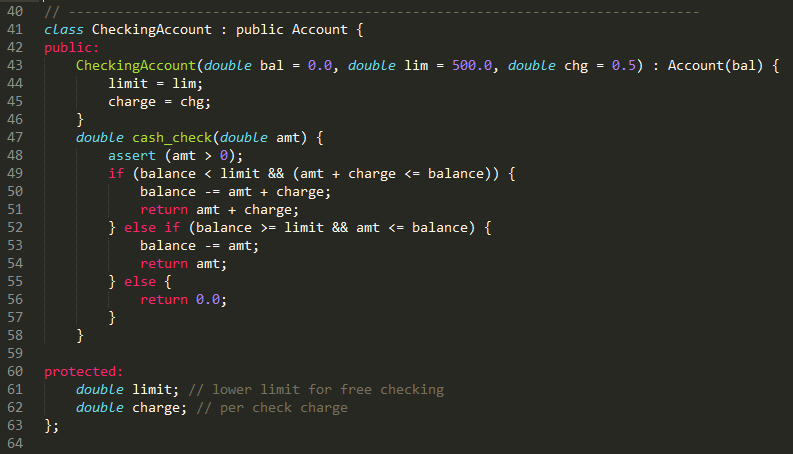 40 // -------------------------------------------------------------------------------
41 class CheckingAccount : public Account {
42 public:
43     CheckingAccount(double bal = 0.0, double lim = 500.0, double chg = 0.5) : Account(bal) {
44         limit = lim;
45         charge = chg;
46     }
47     double cash_check(double amt) {
48         assert (amt > 0);
49         if (balance < limit && (amt + charge <= balance)) {
50             balance -= amt + charge;
51             return amt + charge;
52         } else if (balance >= limit && amt <= balance) {
53             balance -= amt;
54             return amt;
55         } else {
56             return 0.0;
57         }
58     }
59
60 protected:
61     double limit; // lower limit for free checking
62     double charge; // per check charge
63 };
64